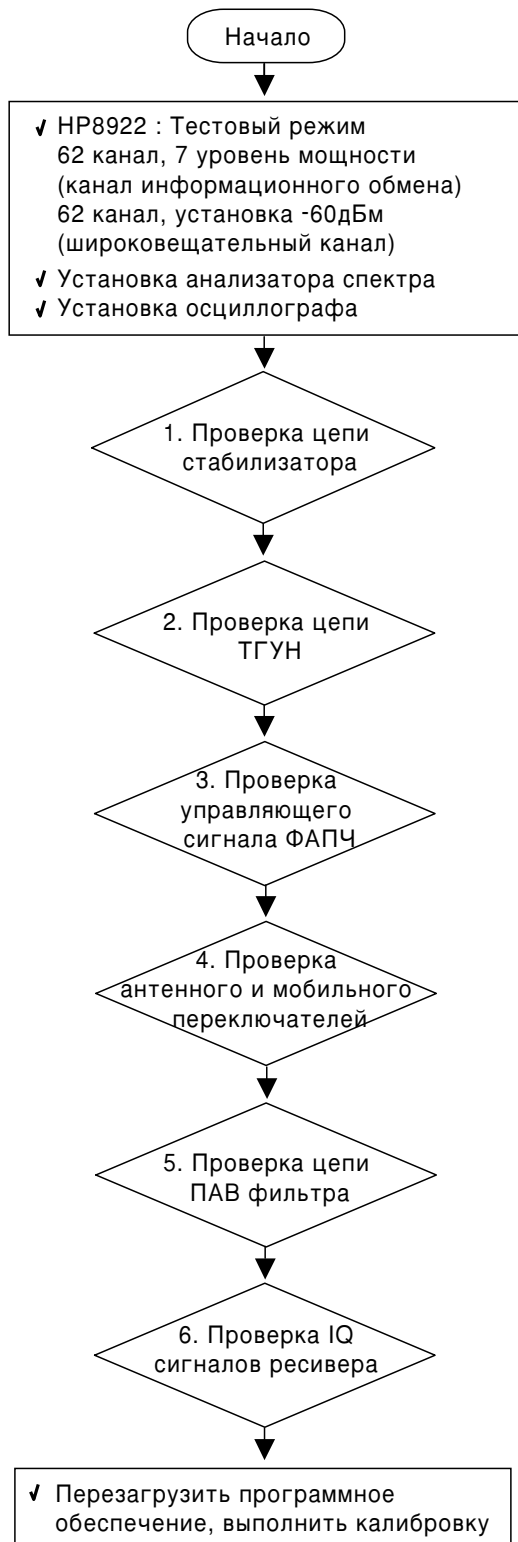 Начало
✓ HP8922 : Тестовый режим
62 канал, 7 уровень мощности
(канал информационного обмена)
62 канал, установка -60дБм
(широковещательный канал)
✓ Установка анализатора спектра
✓ Установка осциллографа
1. Проверка цепи
стабилизатора
2. Проверка цепи
ТГУН
3. Проверка
управляющего
сигнала ФАПЧ
4. Проверка
антенного и мобильного
переключателей
5. Проверка цепи
ПАВ фильтра
6. Проверка IQ
сигналов ресивера
✓ Перезагрузить программное
обеспечение, выполнить калибровку